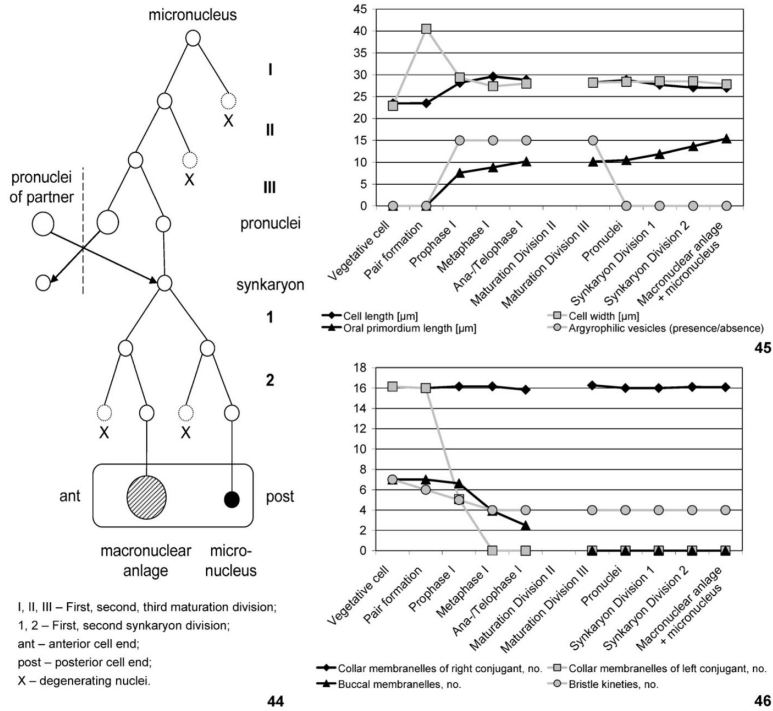 micronucleus
I
X
II
X
pronuclei
of partner
III
pronuclei
synkaryon
1
2
X
X
ant
post
macronuclear
anlage
micro-
nucleus
I, II, III – First, second, third maturation division;
1, 2 – First, second synkaryon division;
ant – anterior cell end;
post – posterior cell end;
X – degenerating nuclei.
44
45
40
35
30
25
20
15
10
5
0
Vegetative cell
Pair formation
Prophase I
Metaphase I
Ana-/Telophase I
Maturation Division II
Maturation Division III
Pronuclei
Synkaryon Division 1
Synkaryon Division 2
Macronuclear anlage
+ micronucleus
Cell length [µm]
Cell width [µm]
Oral primordium length [µm]
Argyrophilic vesicles (presence/absence)
45
18
16
14
12
10
8
6
4
2
0
Vegetative cell
Pair formation
Prophase I
Metaphase I
Ana-/Telophase I
Maturation Division II
Maturation Division III
Pronuclei
Synkaryon Division 1
Synkaryon Division 2
Macronuclear anlage
+ micronucleus
Collar membranelles of right conjugant, no.
Collar membranelles of left conjugant, no.
Buccal membranelles, no.
Bristle kineties, no.
46